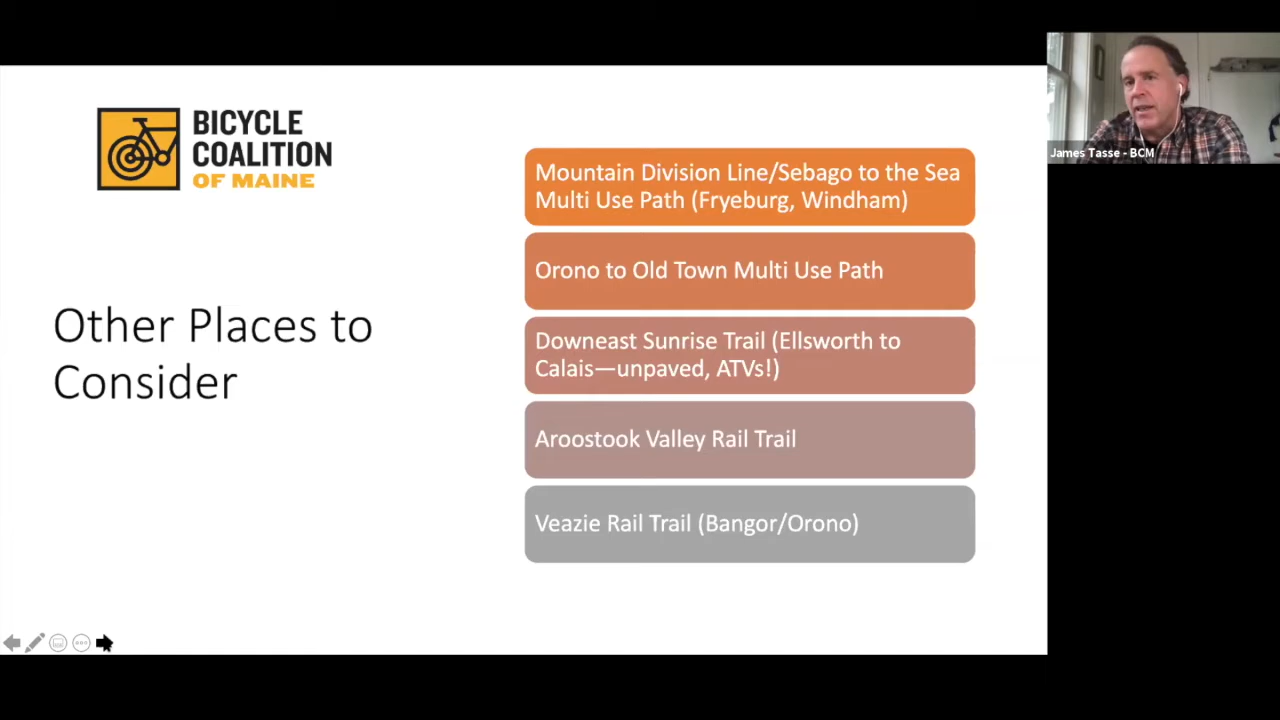 BICYCLE
COALITION
OF MAINE
Other Places to
Consider
Mountain Division Line/Sebago to the Sea
Multi Use Path (Fryeburg, Windham)
Orono to Old Town Multi Use Path
Downeast Sunrise Trail (Ellsworth to
Calais—unpaved, ATVs!)
Aroostook Valley Rail Trail
Veazie Rail Trail (Bangor/Orono)
James Tasse - BCM